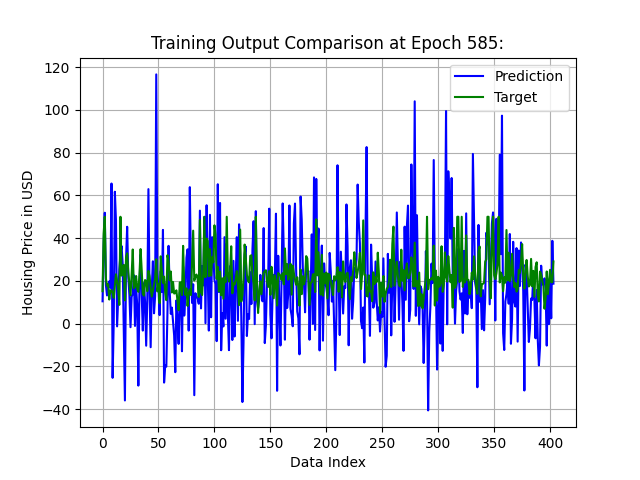 Training Output Comparison at Epoch 585:
Prediction
Target
Housing Price in USD
120
100
80
60
40
20
0
−20
−40
0 50 100 150 200 250 300 350 400
Data Index